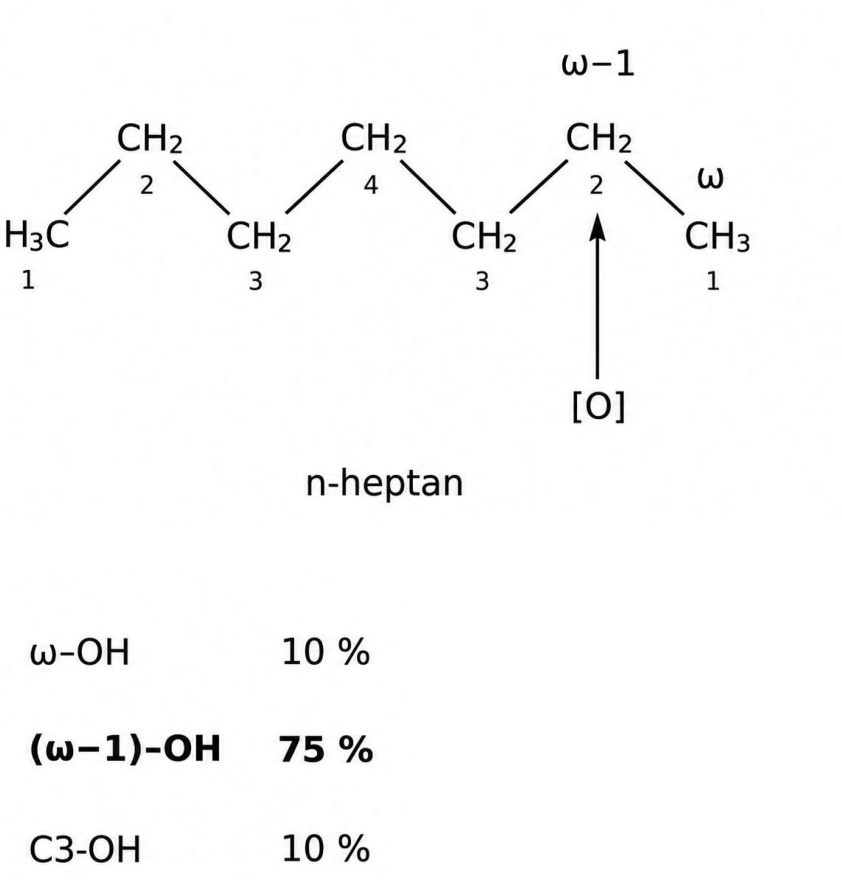 ω−1
CH₂ CH₂ CH₂
2 4 2 ω
H₃C CH₂ CH₂ CH₃
1 3 3 1
[O]
n-heptan
ω–OH 10 %
(ω−1)–OH 75 %
C3-OH 10 %